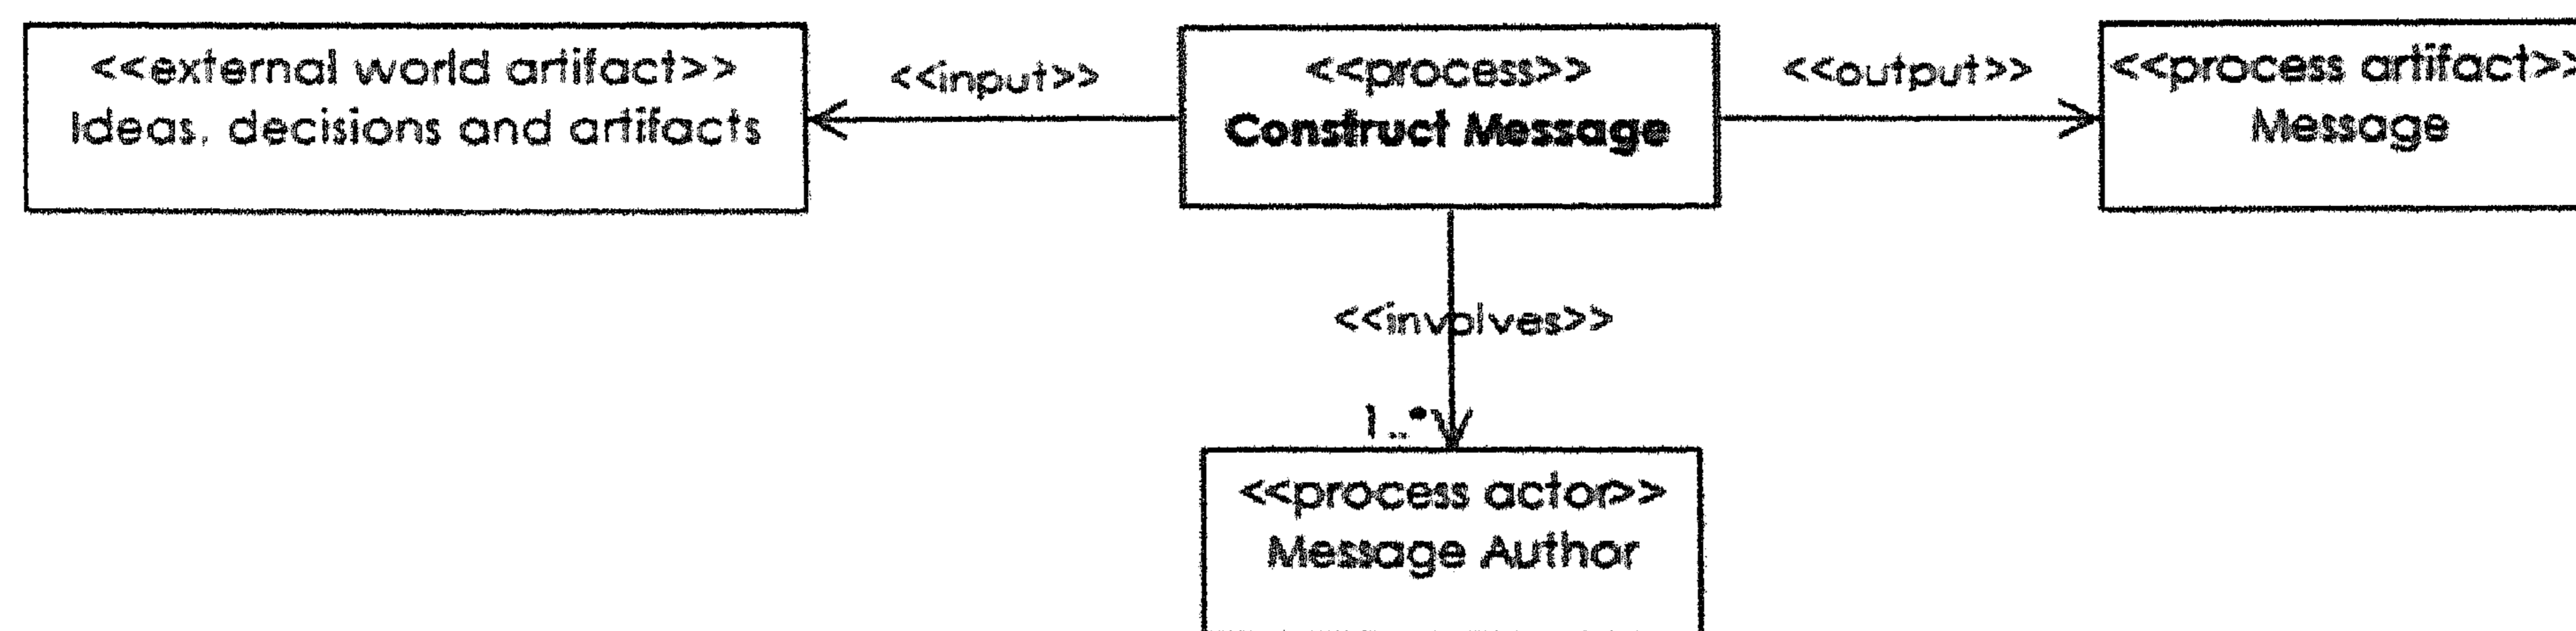 <<external world artifact>>
Ideas, decisions and artifacts
<<input>>
<<process>>
Construct Message
<<output>>
<<process artifact>>
Message
<<involves>>
1..*
<<process actor>>
Message Author